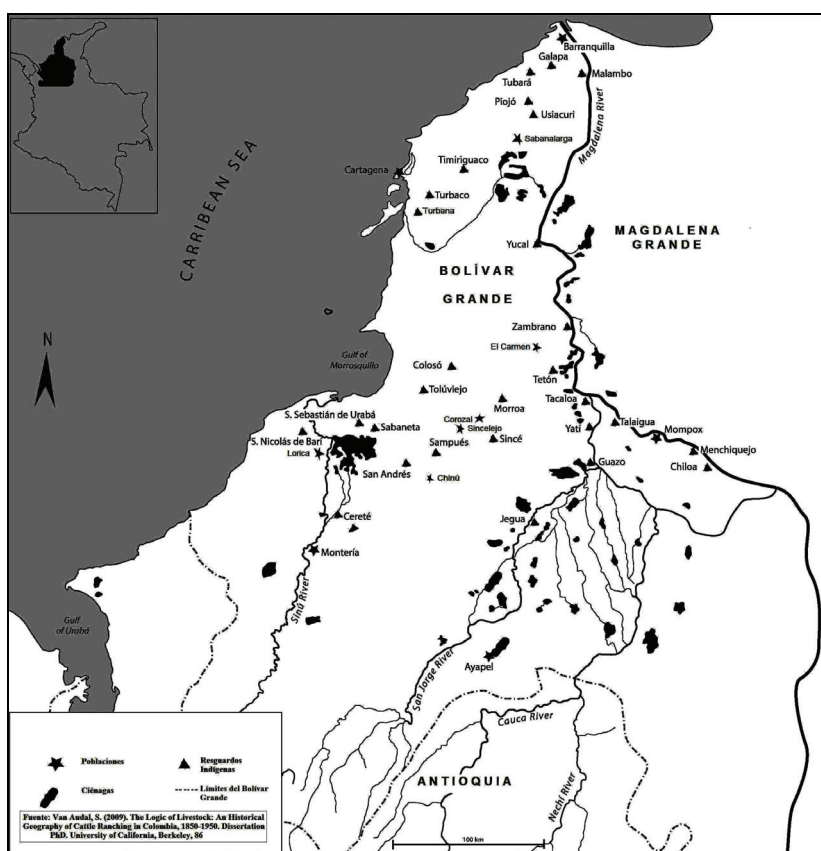 Barranquilla
Galapa
Tubará
Malambo
Piojó
Usiacuri
Sabanalarga
Magdalena River
Cartagena
Timiriguaco
Turbaco
Turbana
CARRIBEAN SEA
Yucal
MAGDALENA
GRANDE
BOLÍVAR
GRANDE
N
Zambrano
El Carmen
Gulf of
Morrosquillo
Colosó
Tetón
Tolúviejo
Morroa
Tacaloa
S. Sebastián de Urabá
Corozal
Talaigua
Sabaneta
Sincelejo
Yatí
Mompox
S. Nicolás de Barí
Sincé
Lorica
Sampués
Menchiquejo
San Andrés
Guazo
Chiloa
Chinú
Cereté
Jegua
Montería
Sinú River
Gulf
of Urabá
Ayapel
San Jorge River
Cauca River
Nechí River
ANTIOQUIA
Poblaciones
Resguardos
Indígenas
Ciénagas
Límites del Bolívar
Grande
Fuente: Van Audal, S. (2009). The Logic of Livestock: An Historical
Geography of Cattle Ranching in Colombia, 1850-1950. Dissertation
PhD. University of California, Berkeley, 86
100 km